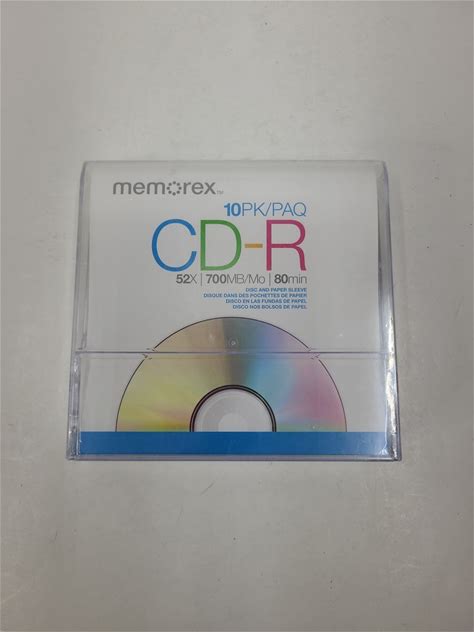 memorex™
10PK/PAQ
CD-R
52X | 700MB/Mo | 80min
DISC AND PAPER SLEEVE
DISQUE DANS DES POCHETTES DE PAPIER
DISCO EN LAS FUNDAS DE PAPEL
DISCO NOS BOLSOS DE PAPEL